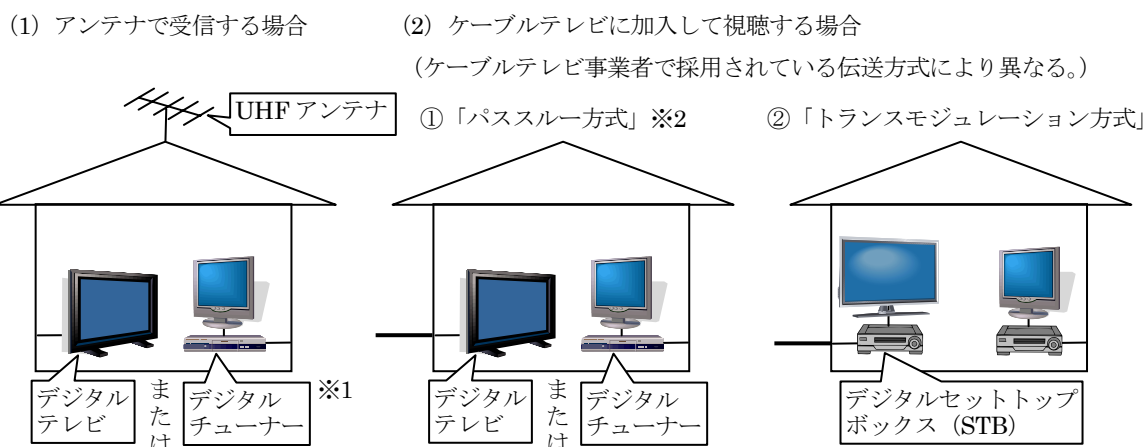 (1) アンテナで受信する場合
(2) ケーブルテレビに加入して視聴する場合
（ケーブルテレビ事業者で採用されている伝送方式により異なる。）
UHF アンテナ
①「パススルー方式」※2
②「トランスモジュレーション方式」
デジタル
テレビ
または
デジタル
チューナー
※1
デジタル
テレビ
または
デジタル
チューナー
デジタルセットトップ
ボックス（STB）